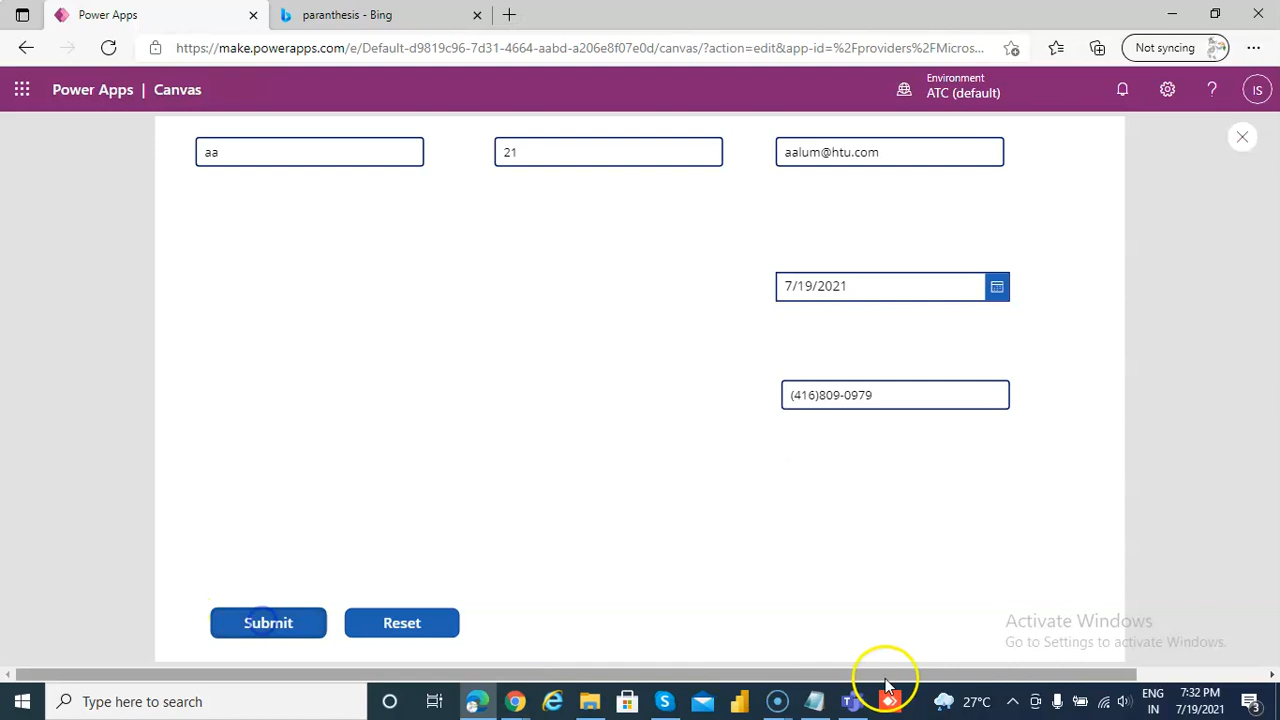 Power Apps
paranthesis - Bing
https://make.powerapps.com/e/Default-d9819c96-7d31-4664-aabd-a206e8f07e0d/canvas/?action=edit&app-id=%2Fproviders%2FMicros...
Not syncing
Power Apps | Canvas
Environment
ATC (default)
IS
aa
21
aalum@htu.com
7/19/2021
(416)809-0979
Submit
Reset
Activate Windows
Go to Settings to activate Windows.
Type here to search
27°C
ENG
IN
7:32 PM
7/19/2021
3